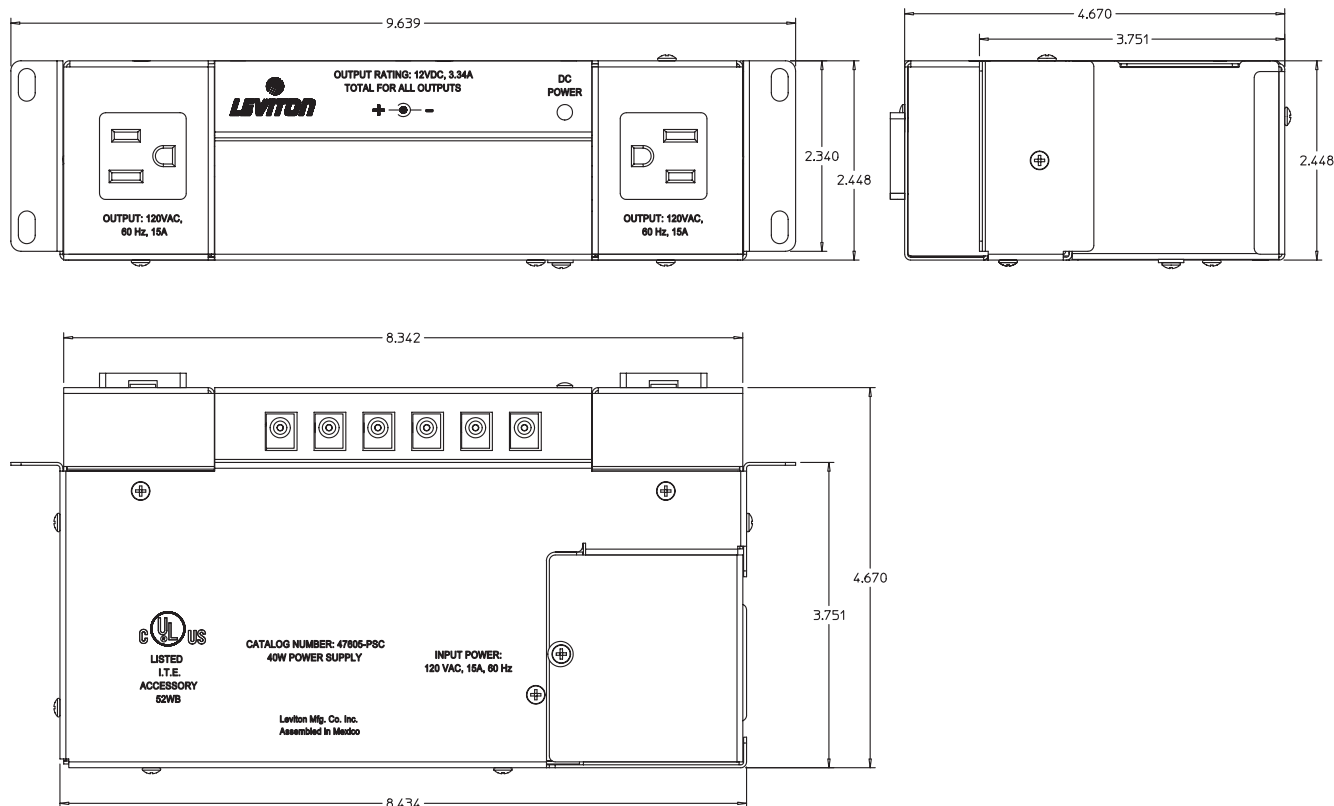 9.639
LEVITON
OUTPUT RATING: 12VDC, 3.34A
TOTAL FOR ALL OUTPUTS
+ -
DC
POWER
OUTPUT: 120VAC,
60 Hz, 15A
OUTPUT: 120VAC,
60 Hz, 15A
2.340
2.448
4.670
3.751
2.448
8.342
C UL US
LISTED
I.T.E.
ACCESSORY
52WB
CATALOG NUMBER: 47605-PSC
40W POWER SUPPLY
INPUT POWER:
120 VAC, 15A, 60 Hz
Leviton Mfg. Co. Inc.
Assembled in Mexico
3.751
4.670
8.434